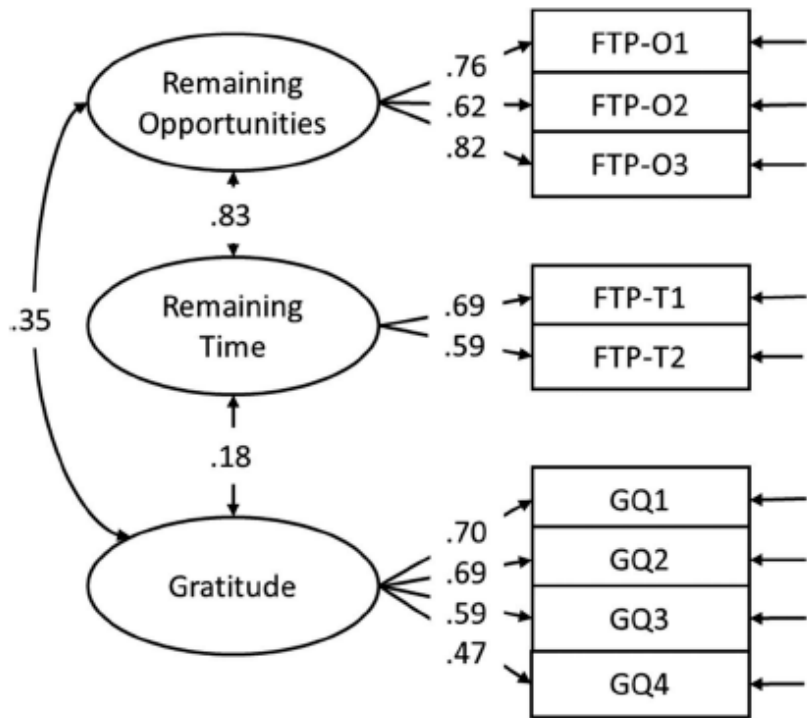 Remaining
Opportunities
.76
.62
.82
FTP-O1
FTP-O2
FTP-O3
.83
.35
Remaining
Time
.69
.59
FTP-T1
FTP-T2
.18
Gratitude
.70
.69
.59
.47
GQ1
GQ2
GQ3
GQ4